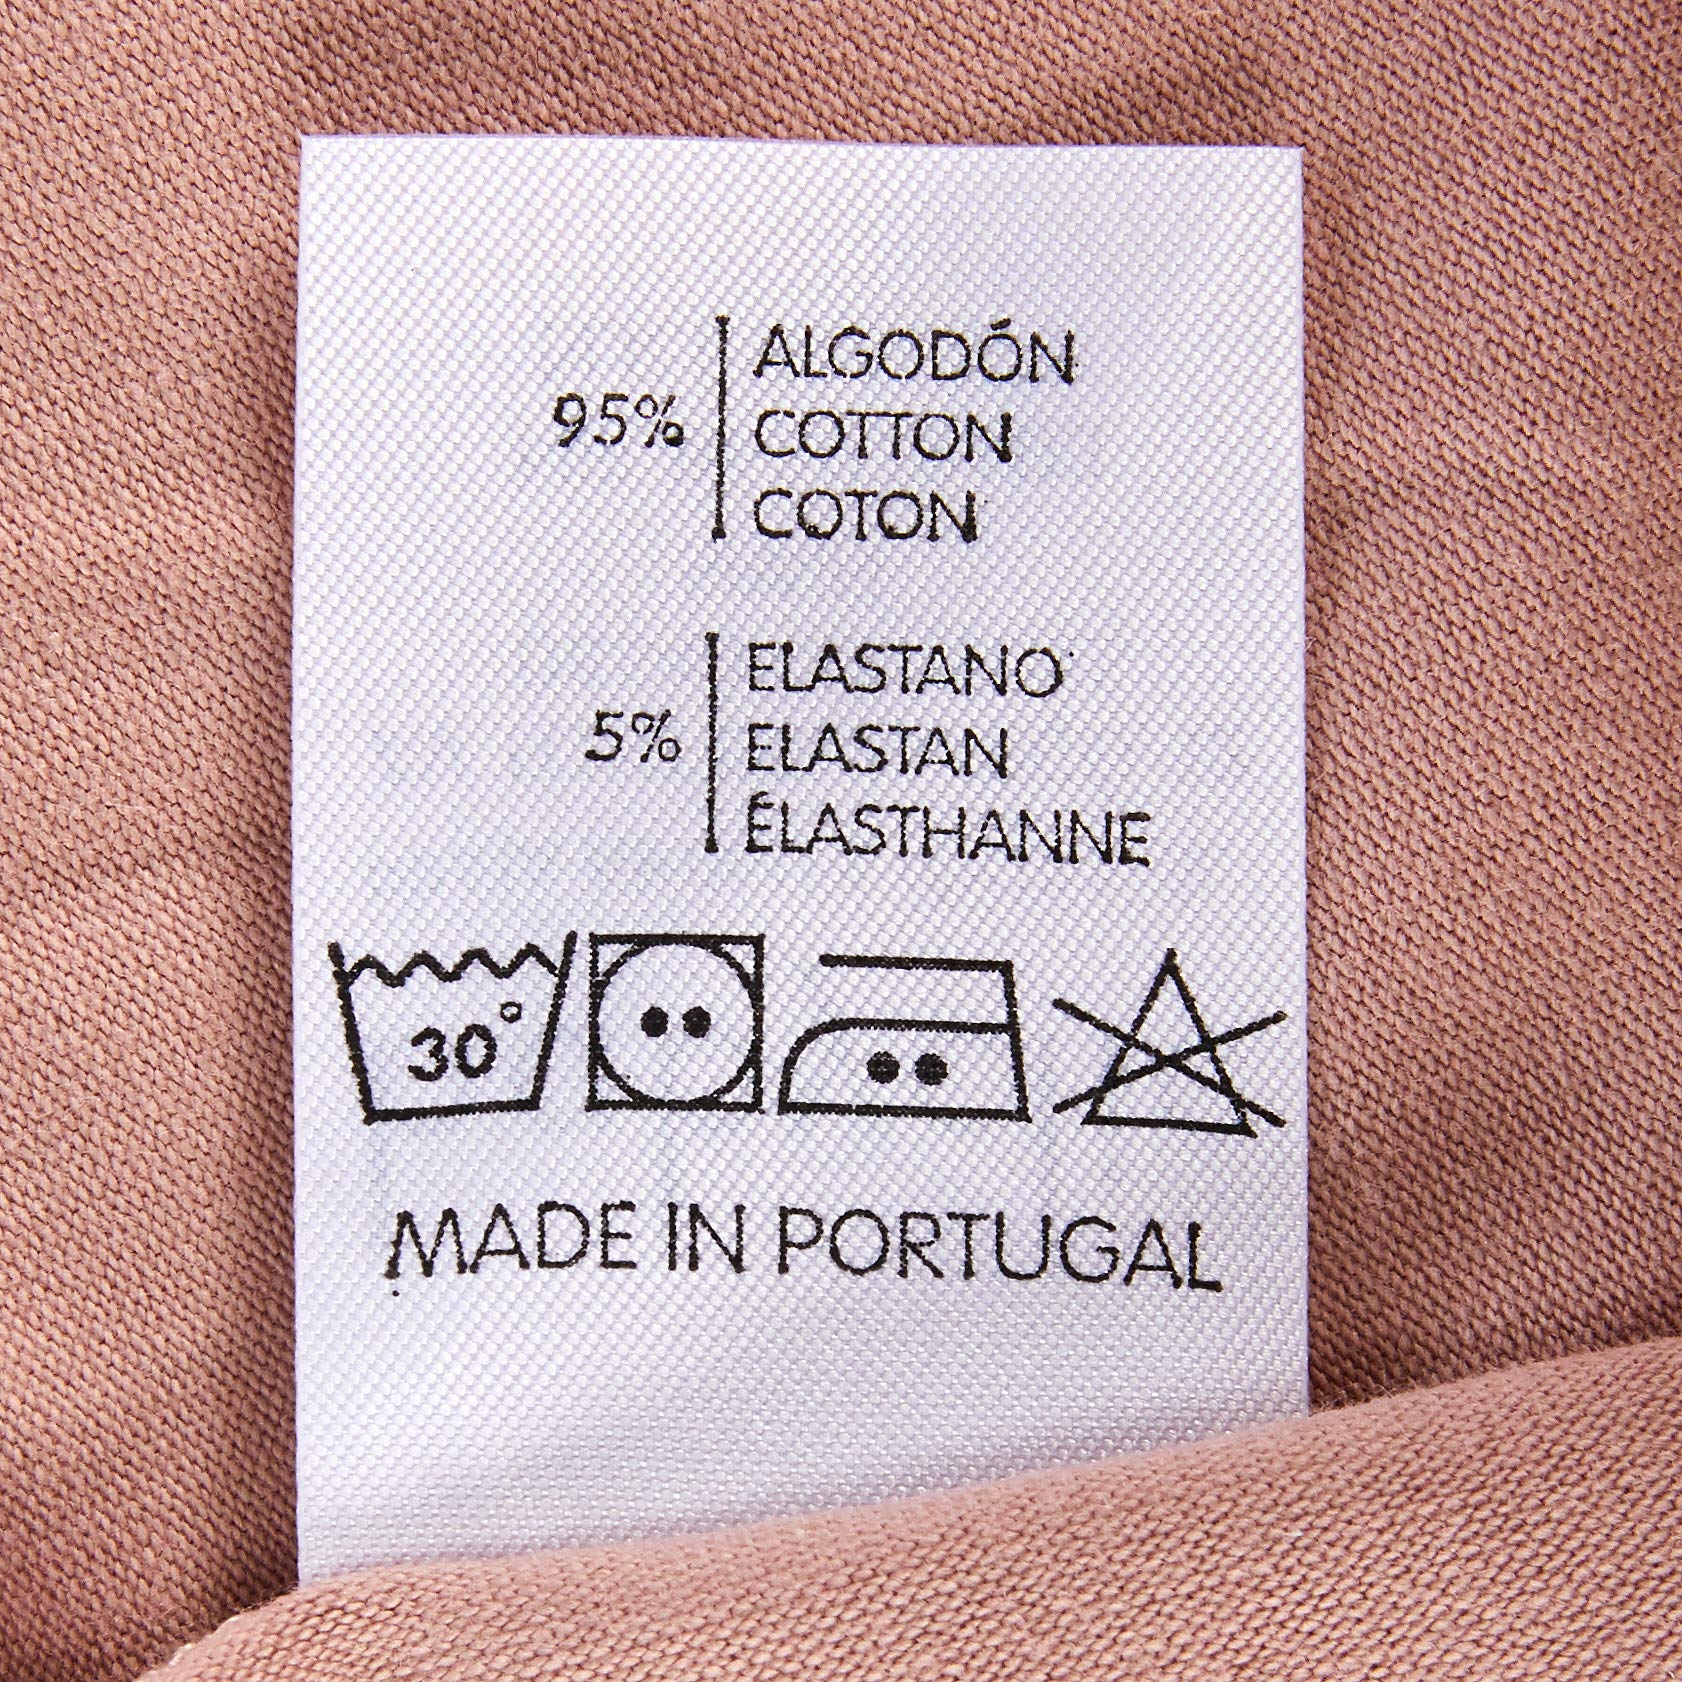 95%
ALGODÓN
COTTON
COTON
5%
ELASTANO
ELASTAN
ÉLASTHANNE
30°
MADE IN PORTUGAL